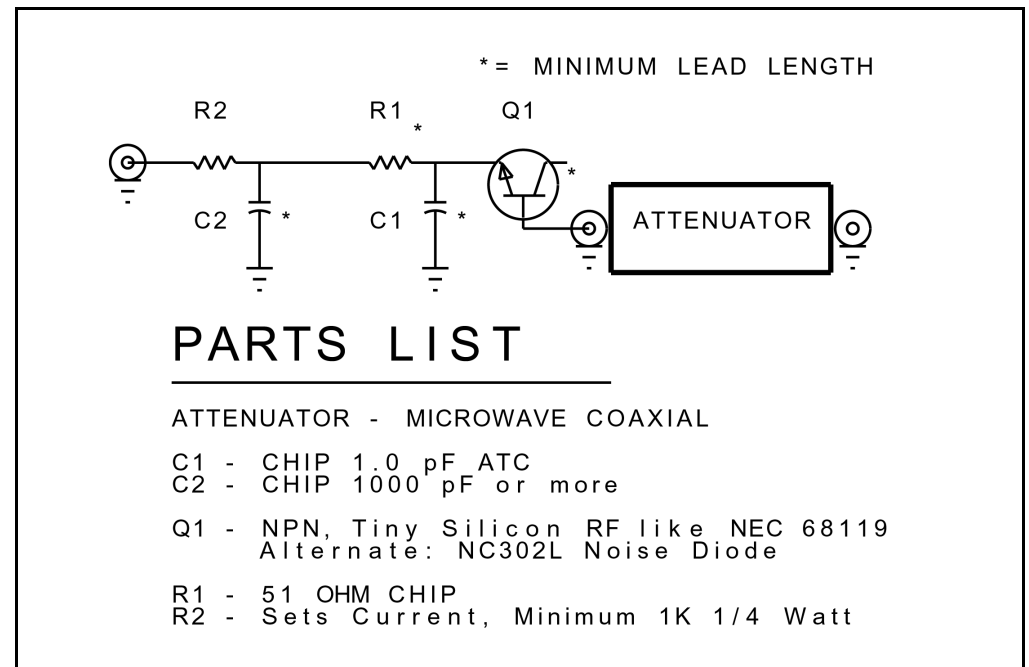 *= MINIMUM LEAD LENGTH
R2 R1 Q1
*
*
C2 * C1 * ATTENUATOR
PARTS LIST
ATTENUATOR - MICROWAVE COAXIAL
C1 - CHIP 1.0 pF ATC
C2 - CHIP 1000 pF or more
Q1 - NPN, Tiny Silicon RF like NEC 68119
Alternate: NC302L Noise Diode
R1 - 51 OHM CHIP
R2 - Sets Current, Minimum 1K 1/4 Watt